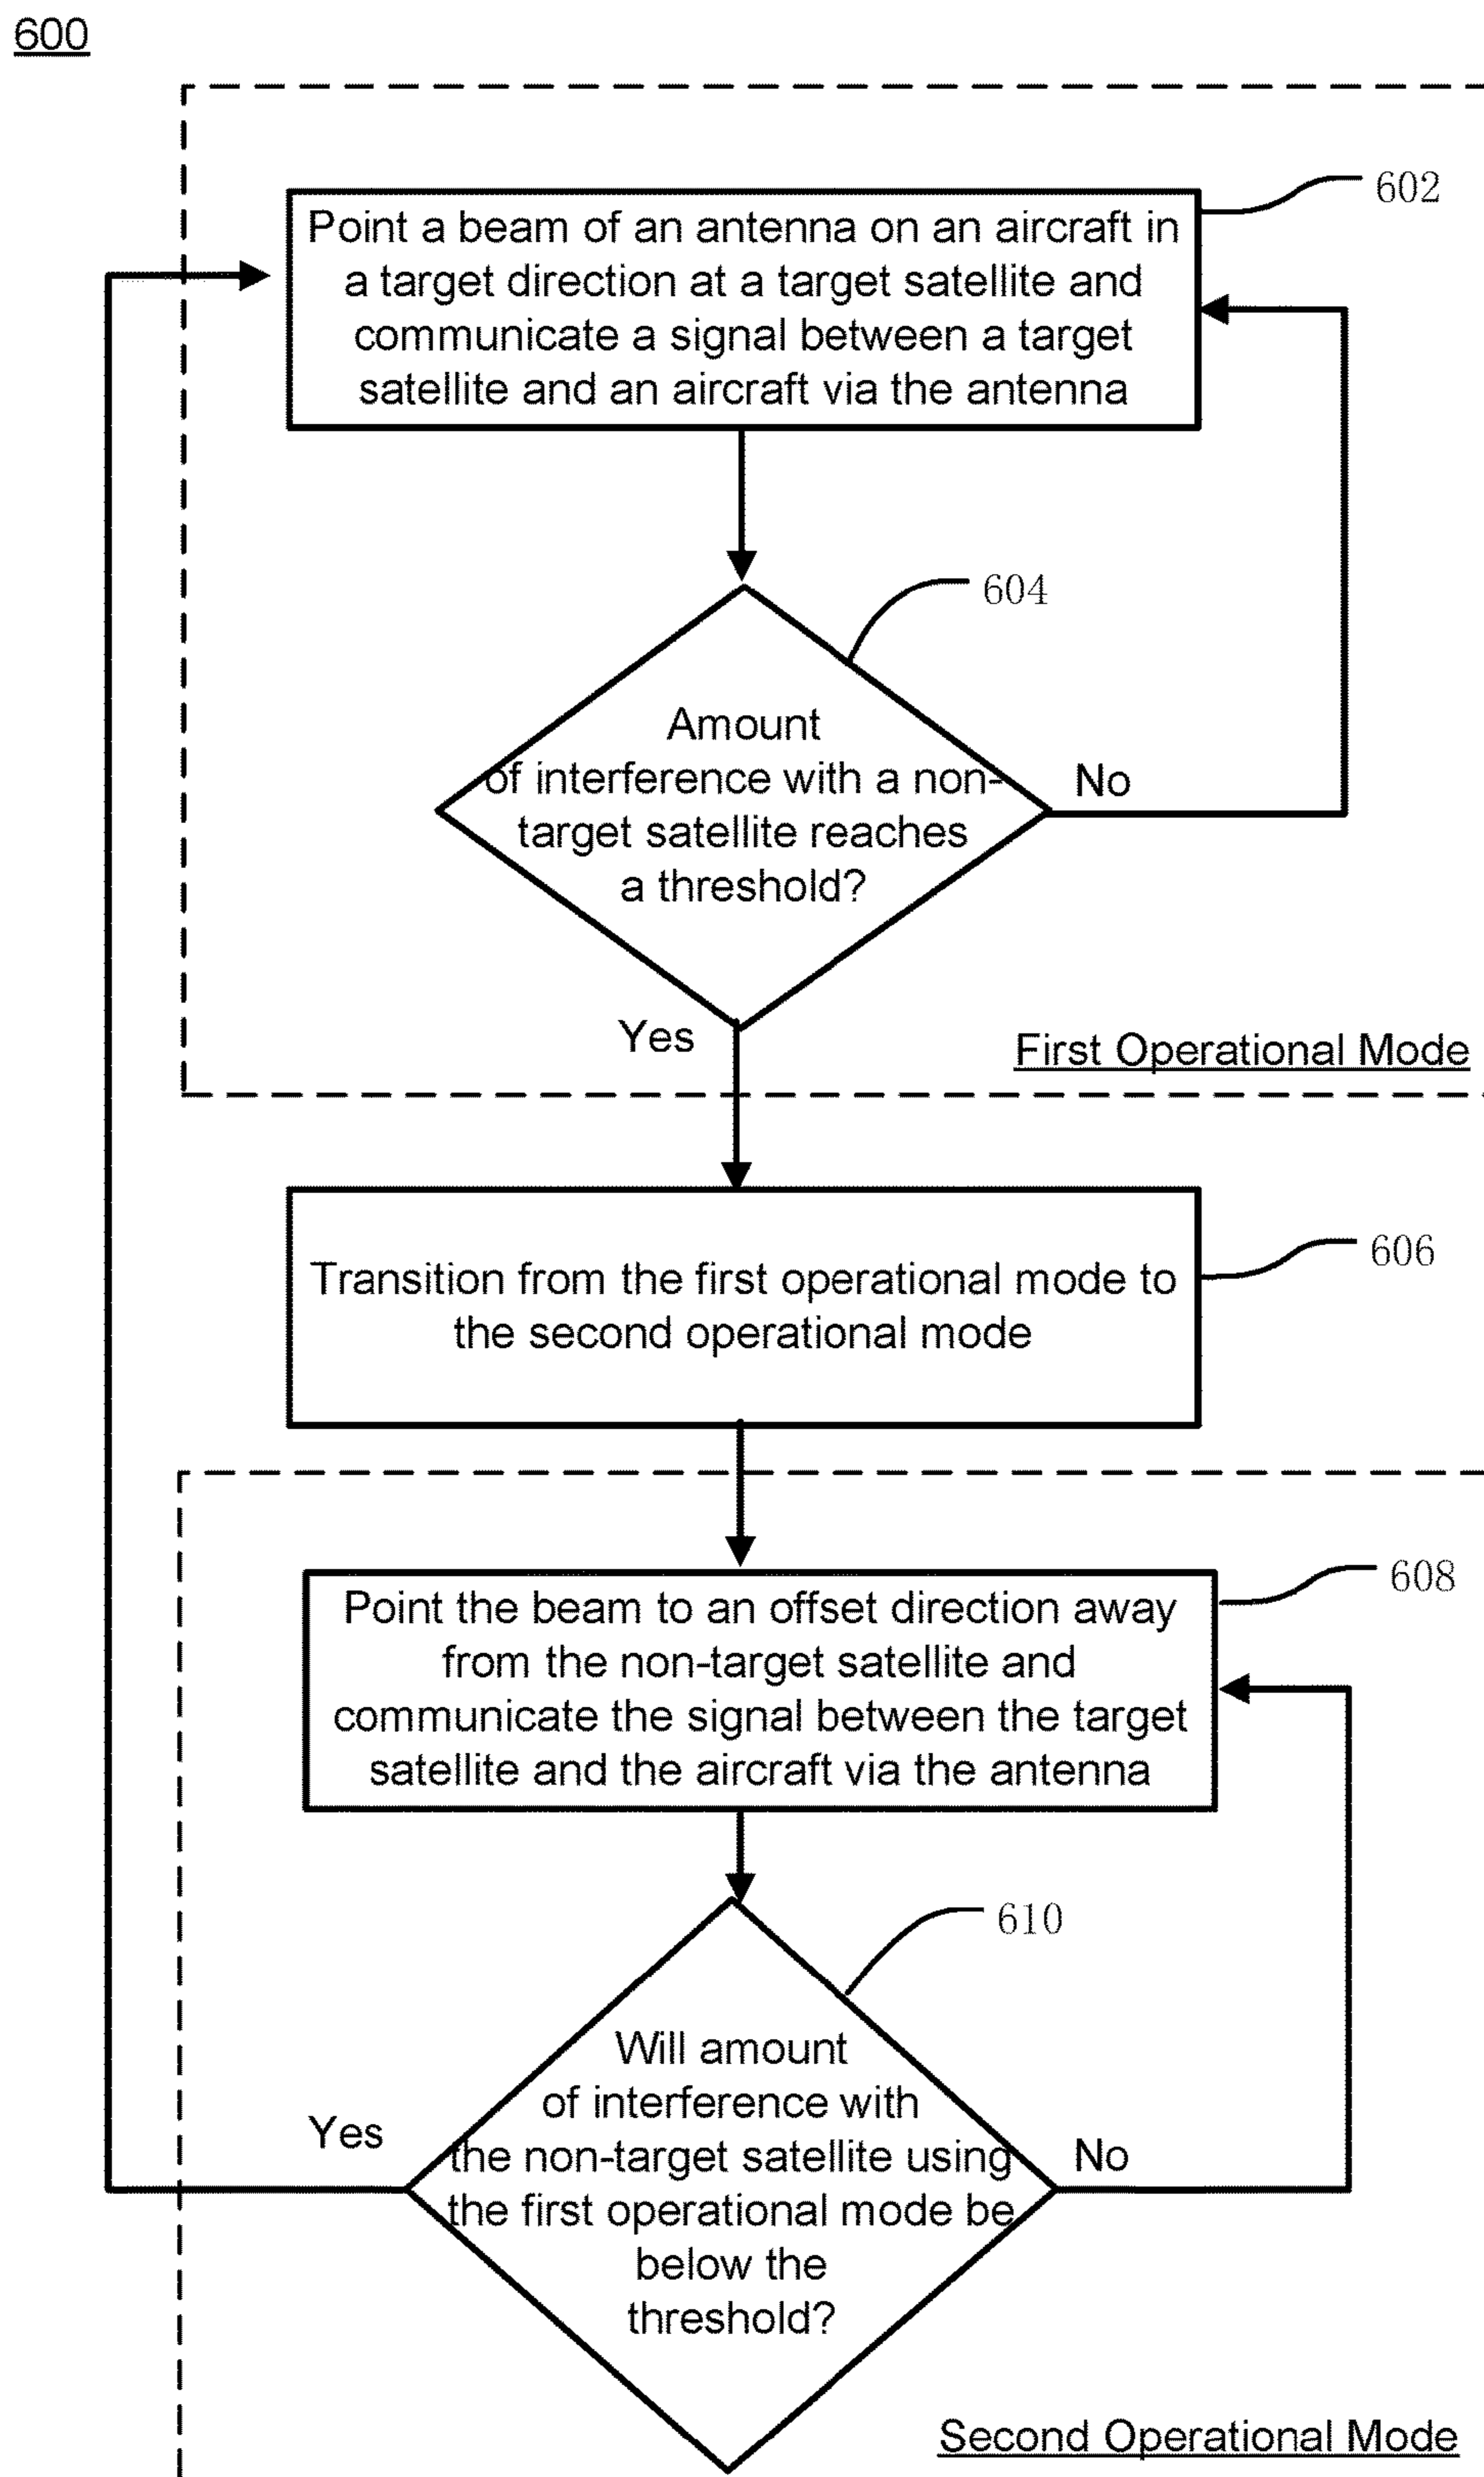 600
602
Point a beam of an antenna on an aircraft in
a target direction at a target satellite and
communicate a signal between a target
satellite and an aircraft via the antenna
604
Amount
of interference with a non-
target satellite reaches
a threshold?
No
Yes
First Operational Mode
606
Transition from the first operational mode to
the second operational mode
608
Point the beam to an offset direction away
from the non-target satellite and
communicate the signal between the target
satellite and the aircraft via the antenna
610
Will amount
of interference with
the non-target satellite using
the first operational mode be
below the
threshold?
Yes
No
Second Operational Mode